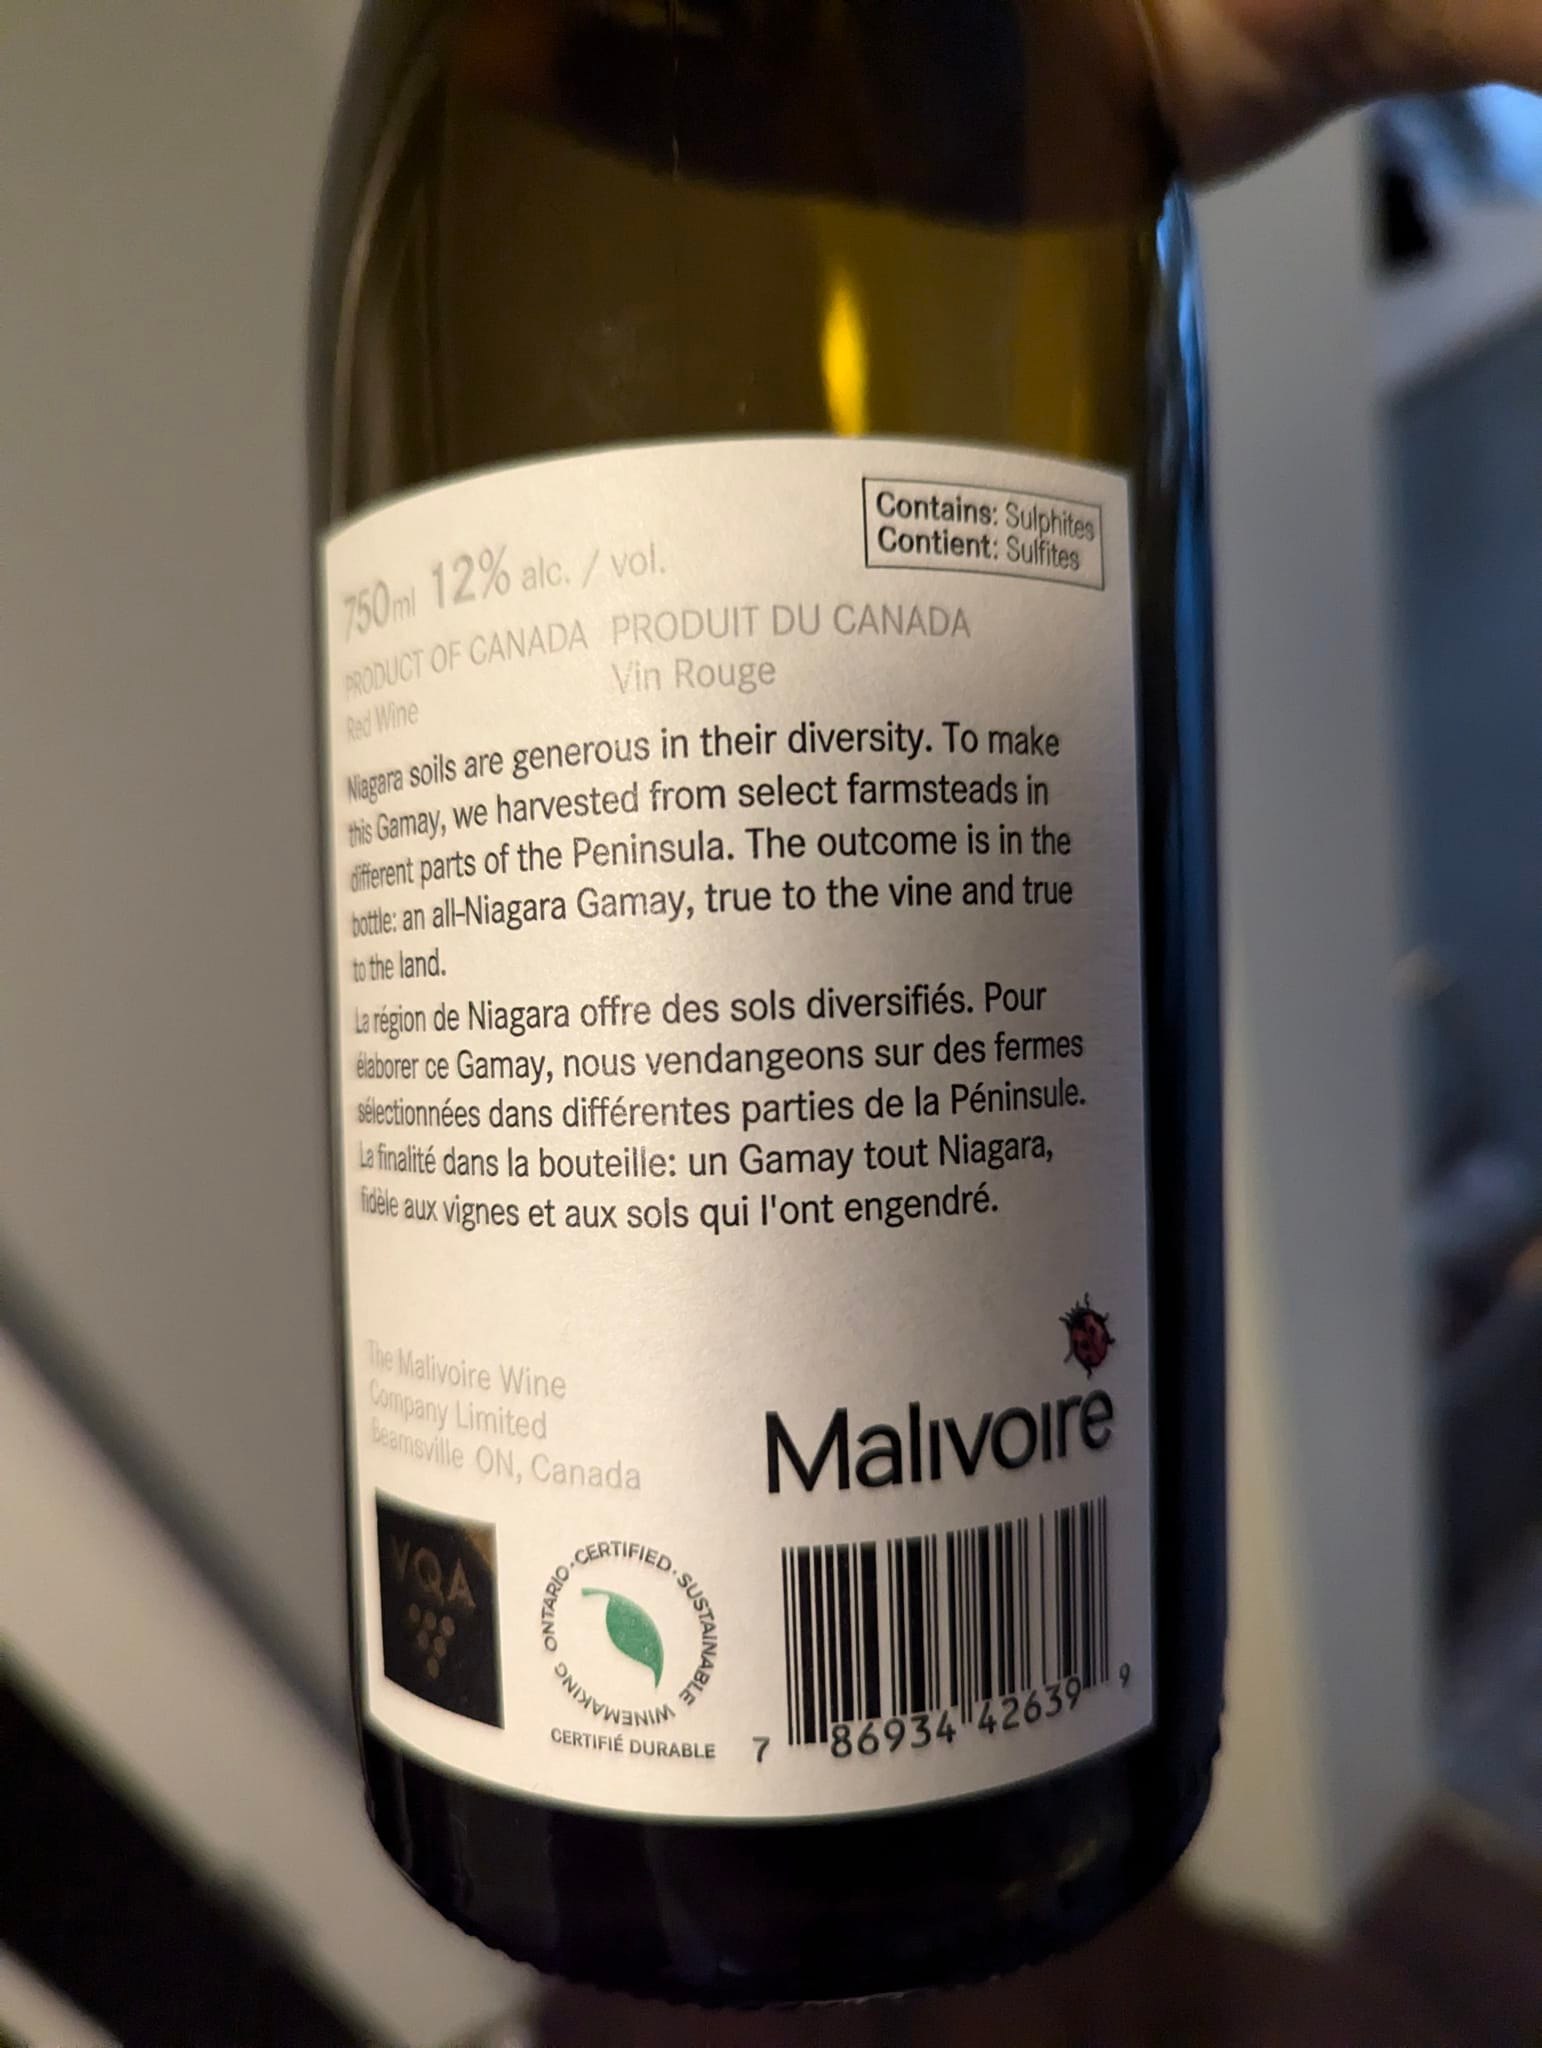 Contains: Sulphites
Contient: Sulfites
750ml 12% alc. / vol.
PRODUCT OF CANADA PRODUIT DU CANADA
Red Wine Vin Rouge
Niagara soils are generous in their diversity. To make
this Gamay, we harvested from select farmsteads in
different parts of the Peninsula. The outcome is in the
bottle: an all-Niagara Gamay, true to the vine and true
to the land.
La région de Niagara offre des sols diversifiés. Pour
élaborer ce Gamay, nous vendangeons sur des fermes
sélectionnées dans différentes parties de la Péninsule.
La finalité dans la bouteille: un Gamay tout Niagara,
fidèle aux vignes et aux sols qui l'ont engendré.
The Malivoire Wine
Company Limited
Beamsville ON, Canada
Malivoire
VQA
ONTARIO·CERTIFIED·SUSTAINABLE WINEMAKING
CERTIFIÉ DURABLE
7 86934 42639 9